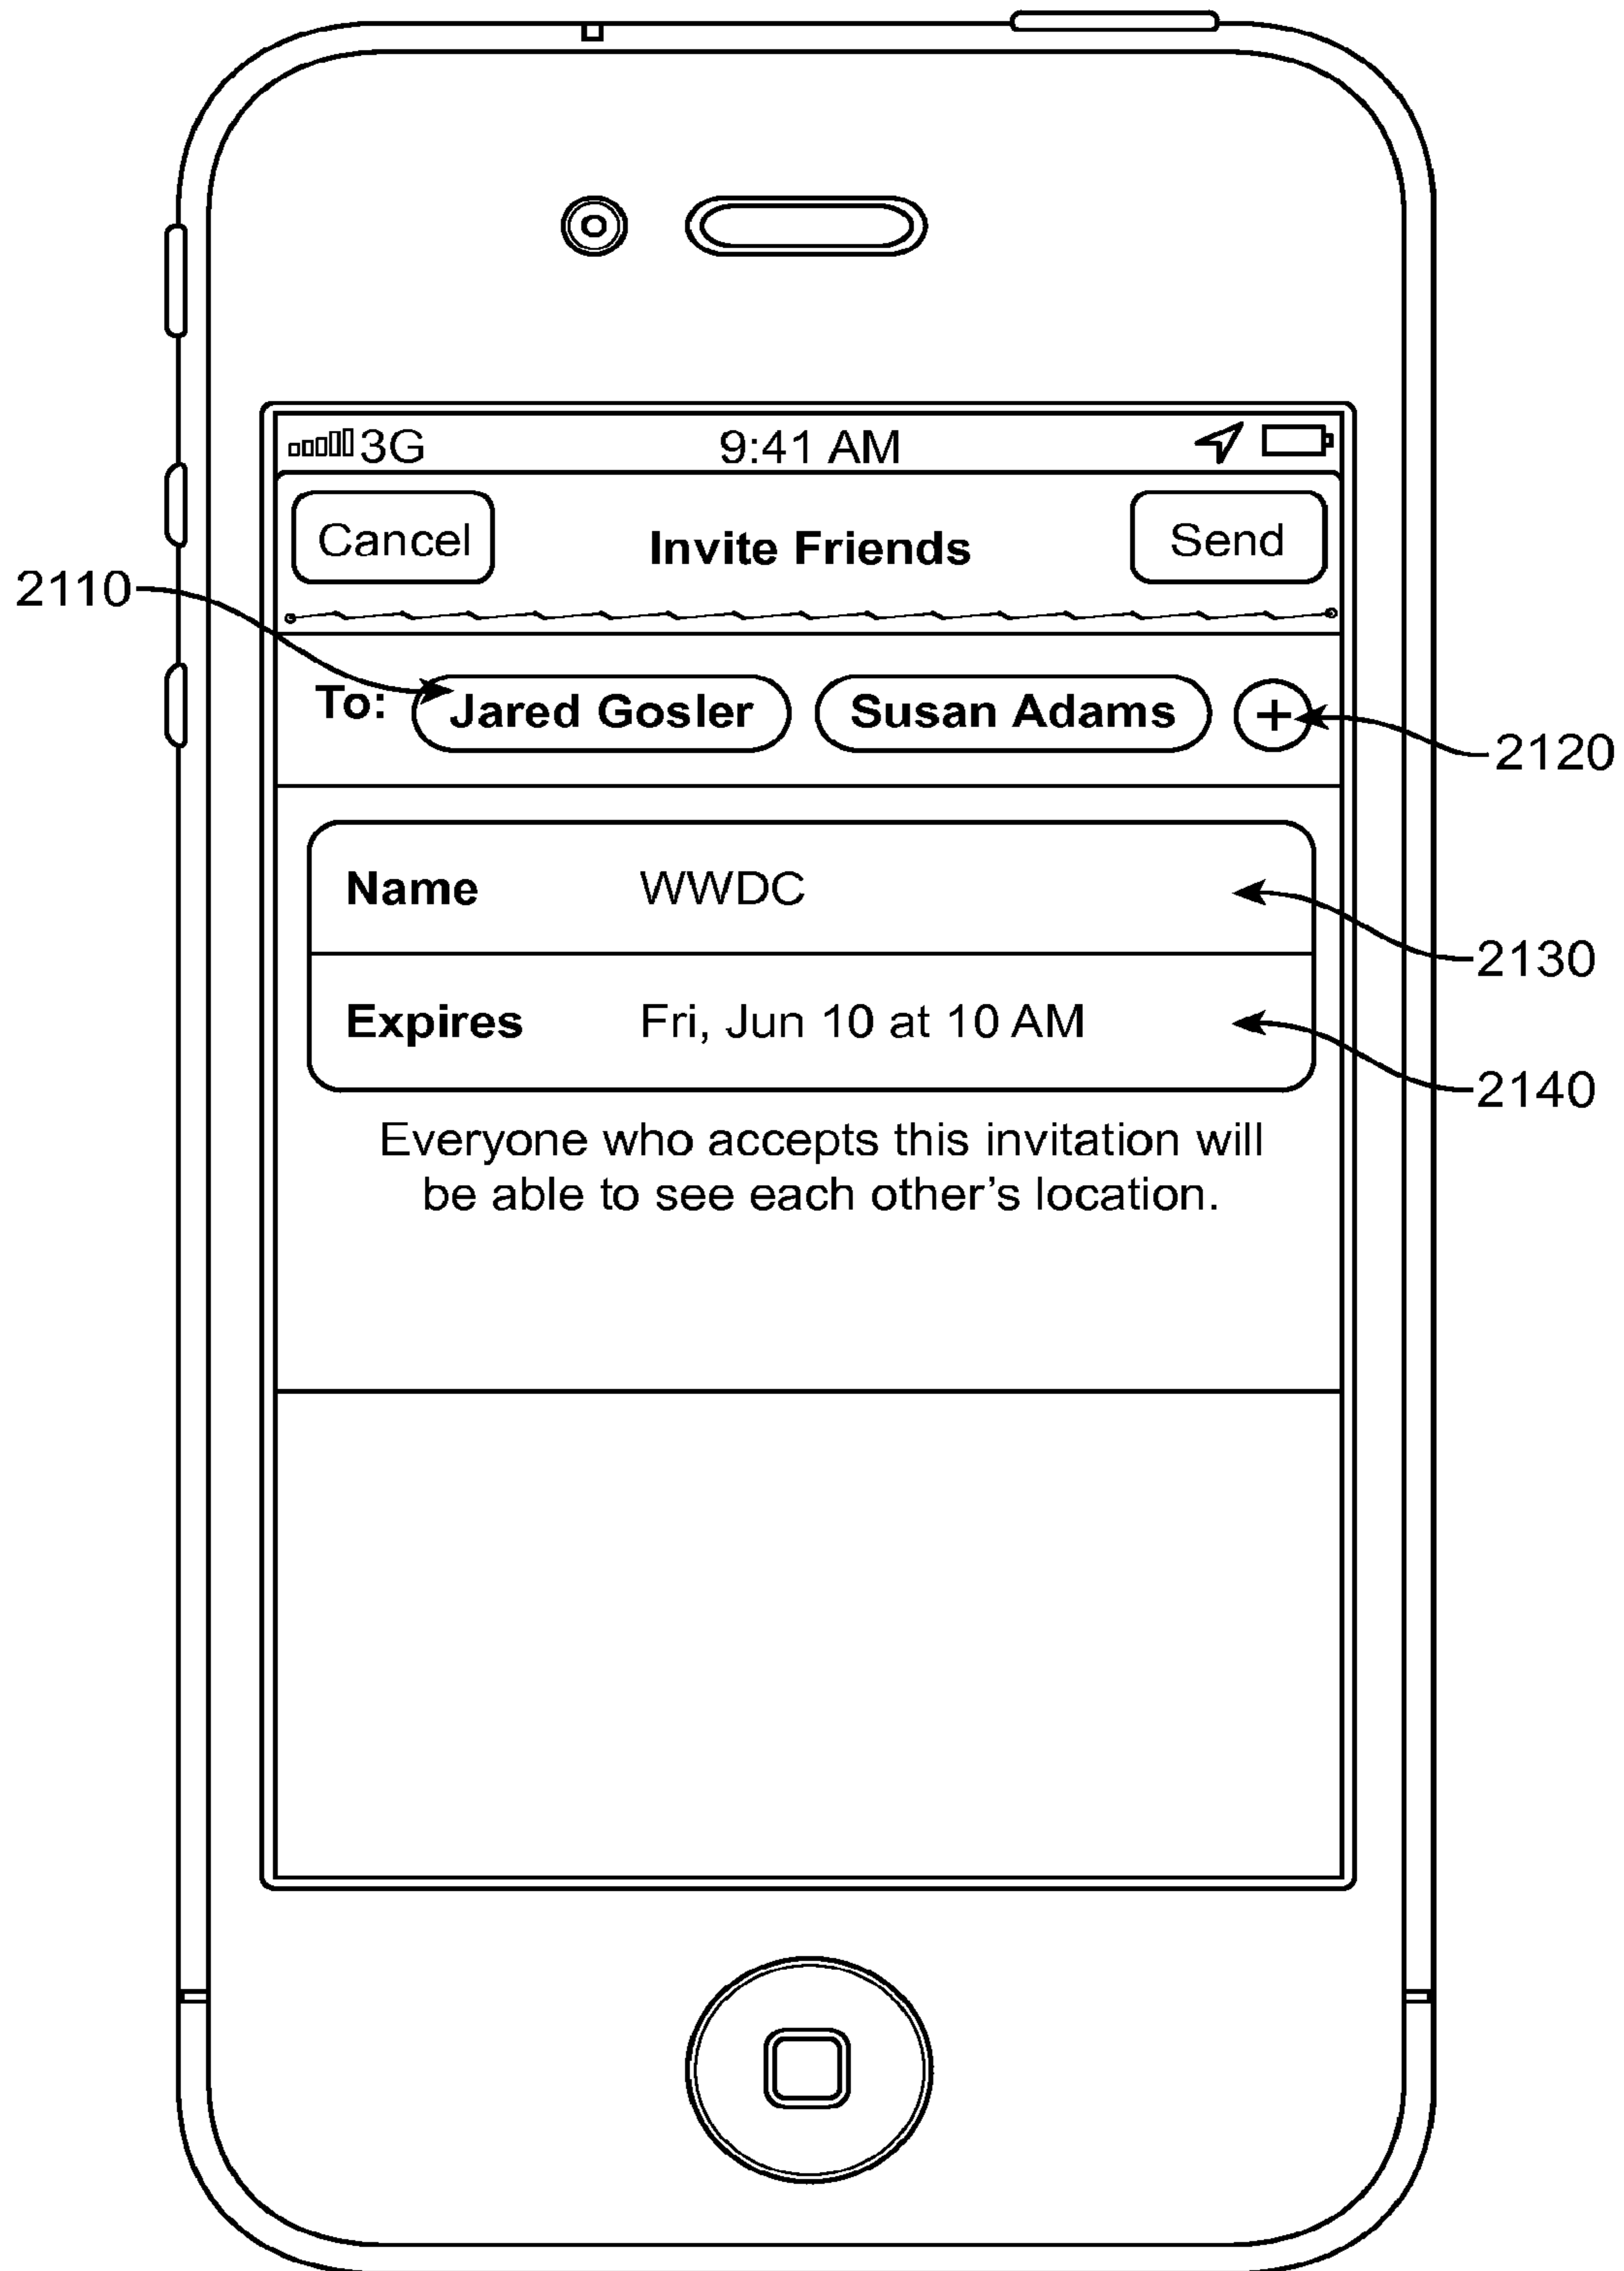 3G 9:41 AM
Cancel Invite Friends Send
2110
To: Jared Gosler Susan Adams +
2120
Name WWDC
2130
Expires Fri, Jun 10 at 10 AM
2140
Everyone who accepts this invitation will
be able to see each other's location.